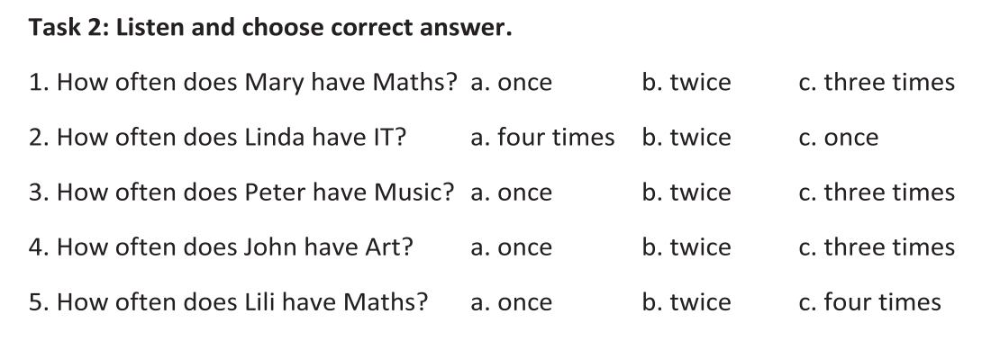 Task 2: Listen and choose correct answer.
1. How often does Mary have Maths? a. once b. twice c. three times
2. How often does Linda have IT? a. four times b. twice c. once
3. How often does Peter have Music? a. once b. twice c. three times
4. How often does John have Art? a. once b. twice c. three times
5. How often does Lili have Maths? a. once b. twice c. four times